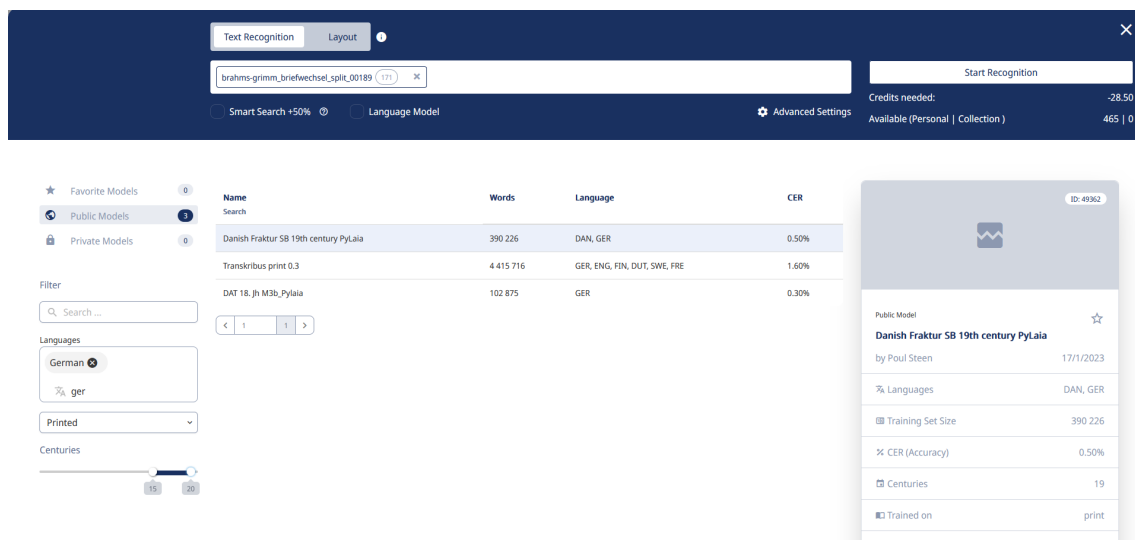 Text Recognition Layout
brahms-grimm_briefwechsel_split_00189 171
Start Recognition
Smart Search +50% Language Model Advanced Settings
Credits needed: -28.50
Available (Personal | Collection ) 465 | 0
Favorite Models 0
Public Models 3
Private Models 0
Filter
Search ...
Languages
German
ger
Printed
Centuries
15 20
Name Words Language CER
Search
Danish Fraktur SB 19th century PyLaia 390 226 DAN, GER 0.50%
Transkribus print 0.3 4 415 716 GER, ENG, FIN, DUT, SWE, FRE 1.60%
DAT 18. Jh M3b_Pylaia 102 875 GER 0.30%
< 1 1 >
ID: 49362
Public Model
Danish Fraktur SB 19th century PyLaia
by Poul Steen 17/1/2023
Languages DAN, GER
Training Set Size 390 226
% CER (Accuracy) 0.50%
Centuries 19
Trained on print